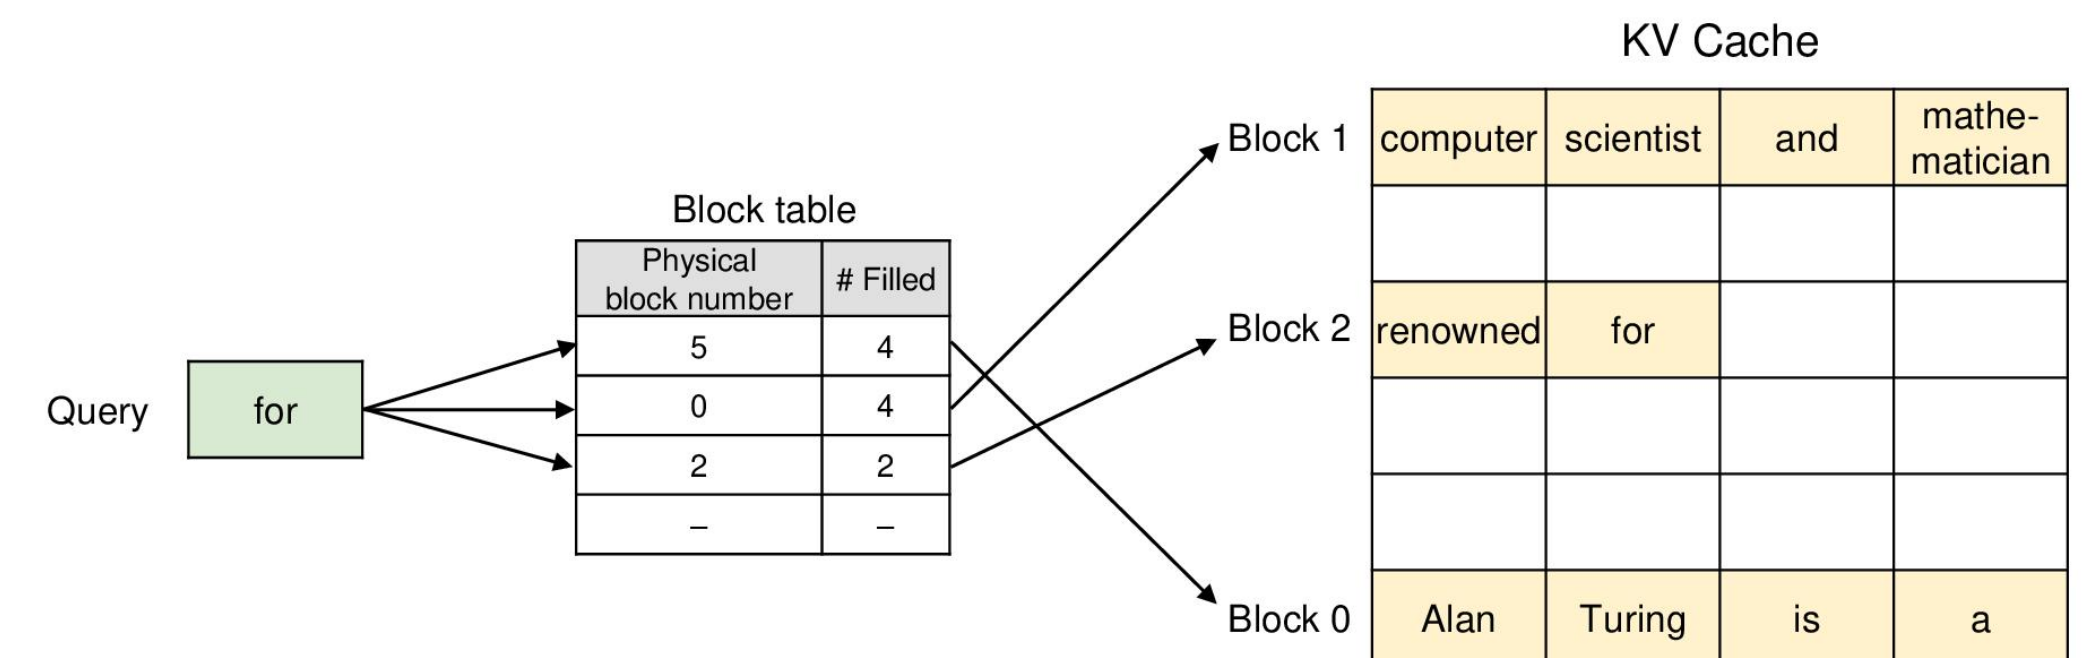 KV Cache
Block 1
computer
scientist
and
mathe-
matician
Block table
Physical
block number
# Filled
5
4
0
4
2
2
–
–
Query
for
Block 2
renowned
for
Block 0
Alan
Turing
is
a